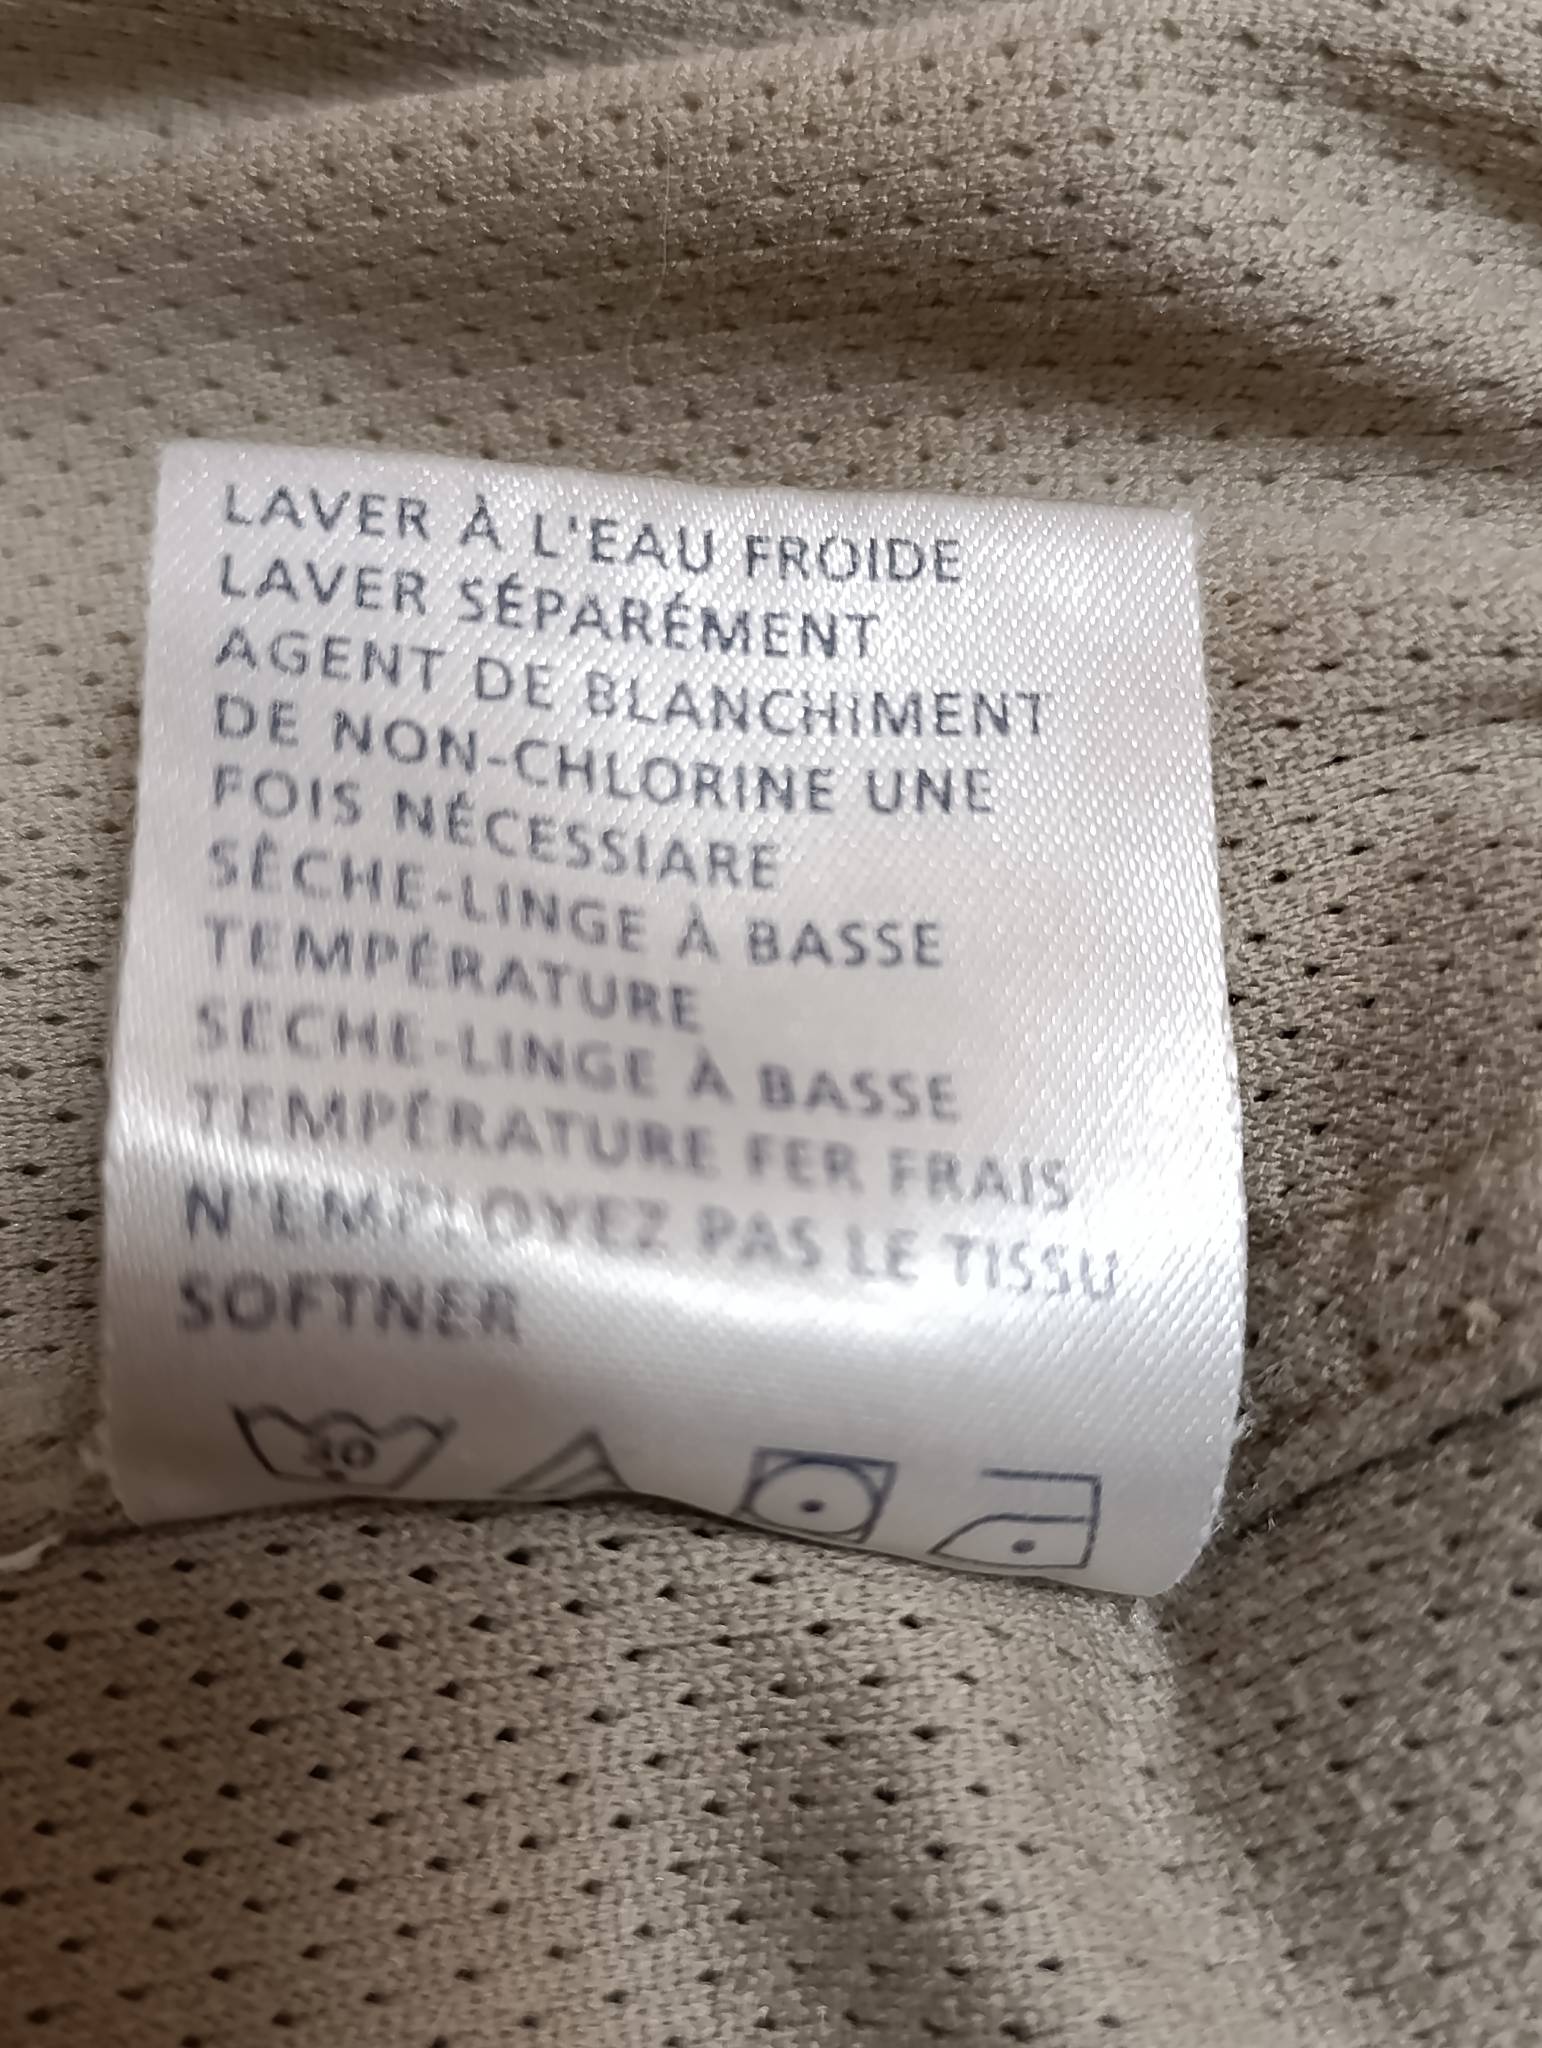 LAVER À L'EAU FROIDE
LAVER SÉPARÉMENT
AGENT DE BLANCHIMENT
DE NON-CHLORINE UNE
FOIS NÉCESSIARE
SÈCHE-LINGE À BASSE
TEMPÉRATURE
SECHE-LINGE À BASSE
TEMPÉRATURE FER FRAIS
N'EMPLOYEZ PAS LE TISSU
SOFTNER
30